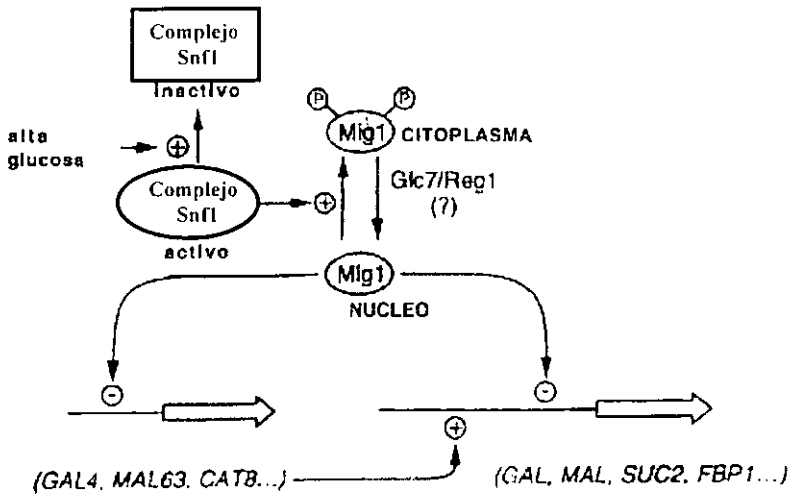 Complejo
Snf1
inactivo
alta
glucosa
+
Complejo
Snf1
activo
+
P
P
Mig1
CITOPLASMA
Glc7/Reg1
(?)
Mig1
NUCLEO
-
-
+
(GAL4, MAL63, CAT8...)
(GAL, MAL, SUC2, FBP1...)